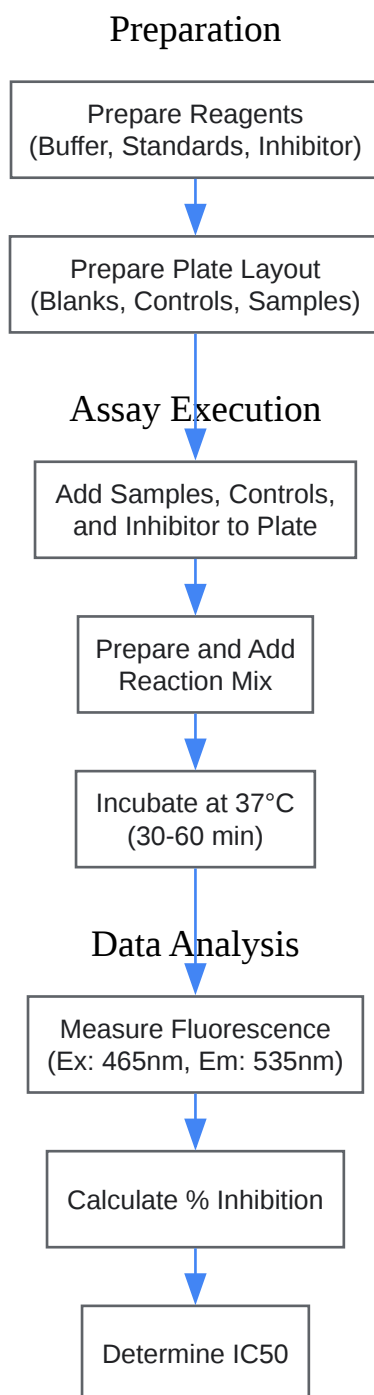 Preparation
Prepare Reagents
(Buffer, Standards, Inhibitor)
Prepare Plate Layout
(Blanks, Controls, Samples)
Assay Execution
Add Samples, Controls,
and Inhibitor to Plate
Prepare and Add
Reaction Mix
Incubate at 37°C
(30-60 min)
Data Analysis
Measure Fluorescence
(Ex: 465nm, Em: 535nm)
Calculate % Inhibition
Determine IC50